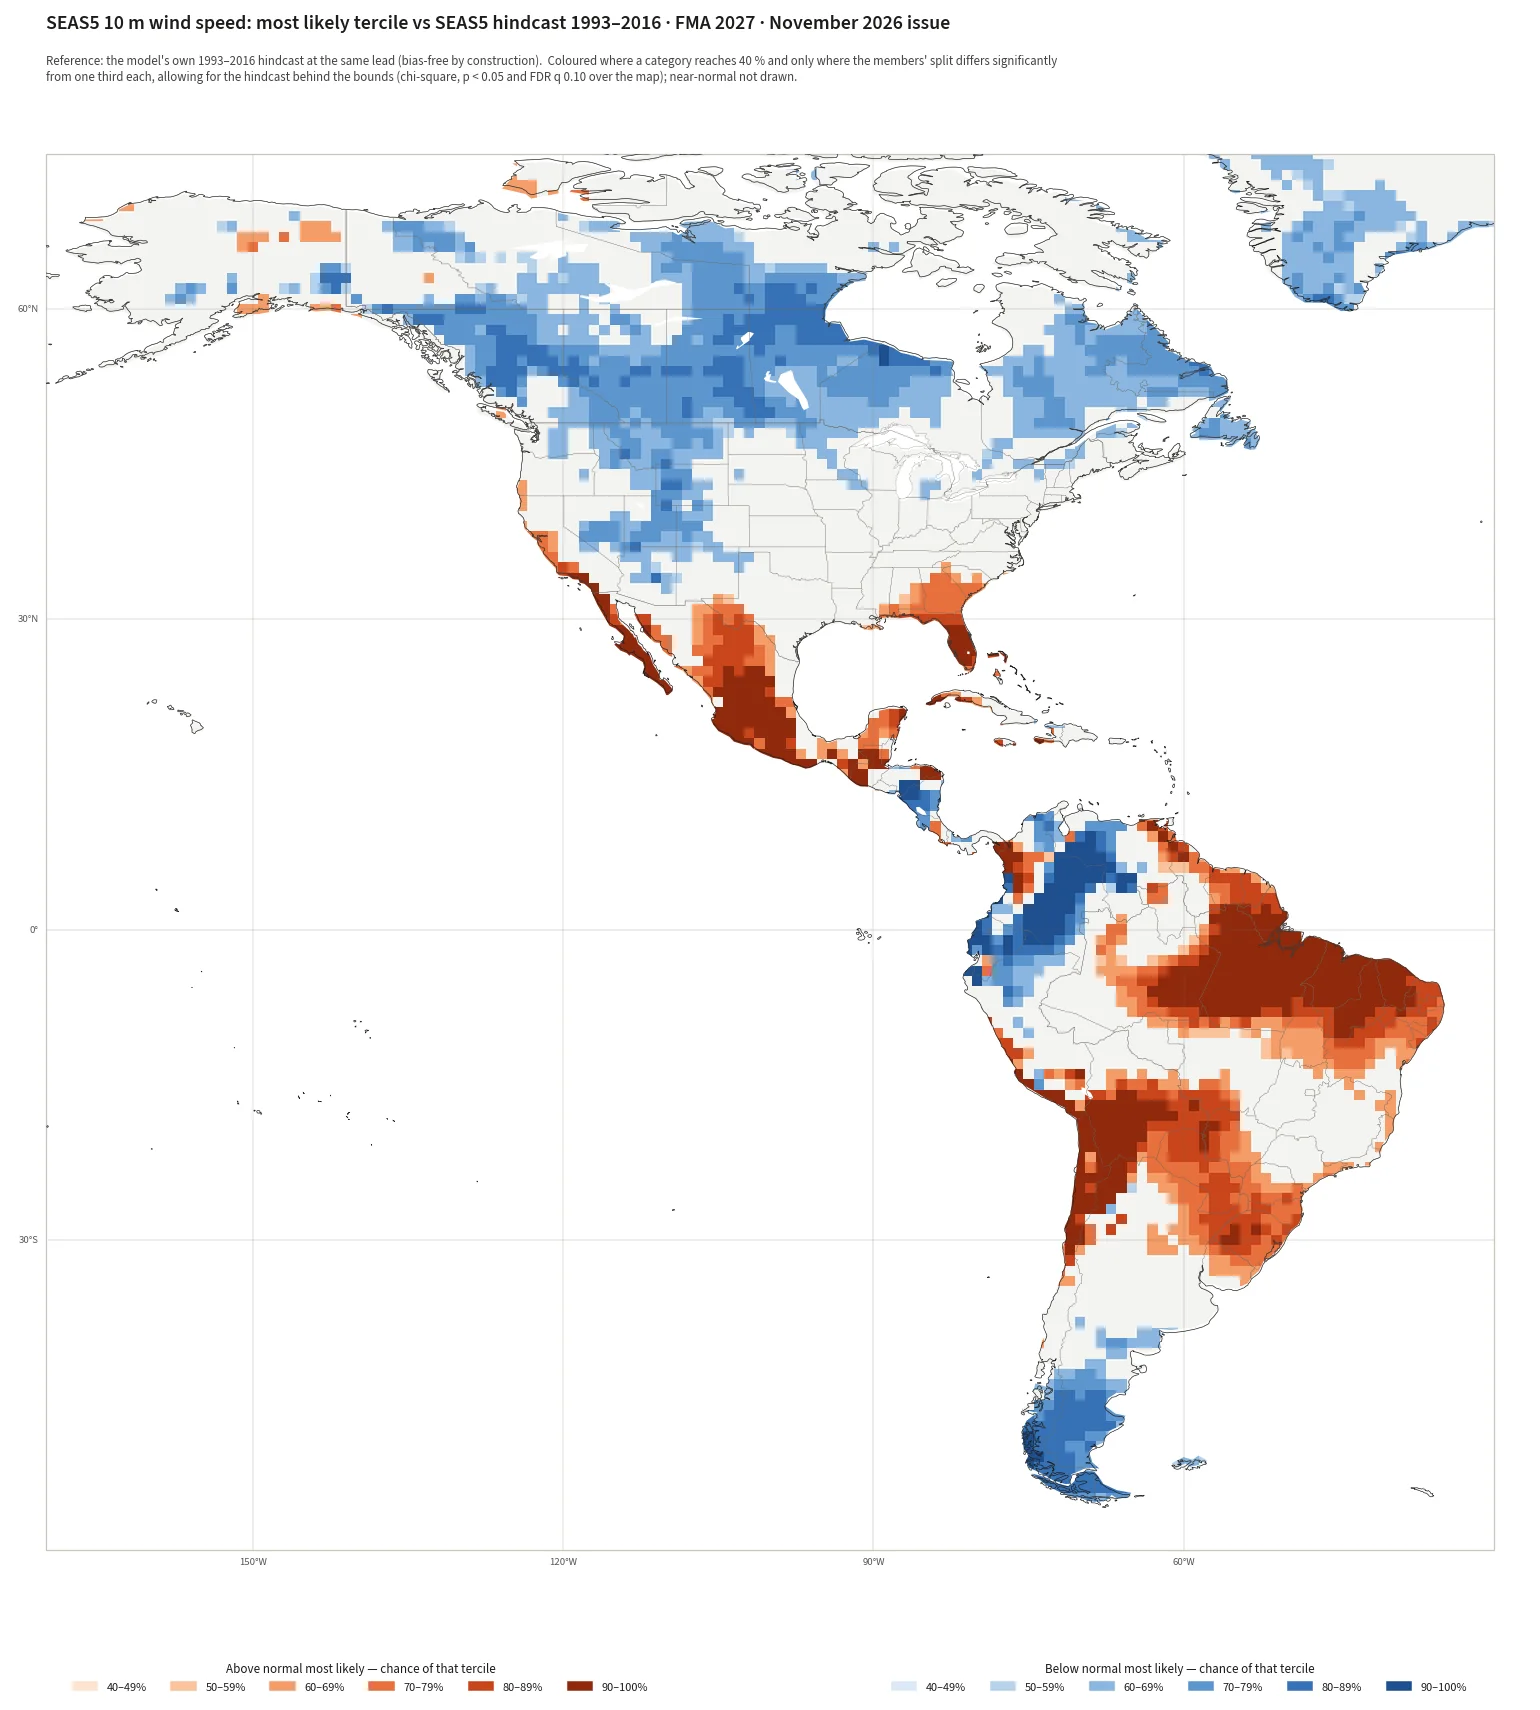 SEAS5 10 m wind speed: most likely tercile vs SEAS5 hindcast 1993–2016 · FMA 2027 · November 2026 issue
Reference: the model's own 1993–2016 hindcast at the same lead (bias-free by construction).  Coloured where a category reaches 40 % and only where the members' split differs significantly
from one third each, allowing for the hindcast behind the bounds (chi-square, p < 0.05 and FDR q 0.10 over the map); near-normal not drawn.
60°N
30°N
0°
30°S
150°W 120°W 90°W 60°W
Above normal most likely — chance of that tercile
40–49% 50–59% 60–69% 70–79% 80–89% 90–100%
Below normal most likely — chance of that tercile
40–49% 50–59% 60–69% 70–79% 80–89% 90–100%